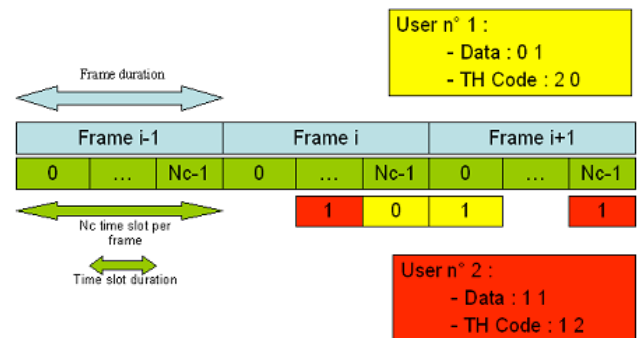 User n° 1 :
- Data : 0 1
- TH Code : 2 0
Frame duration
Frame i-1 Frame i Frame i+1
0 ... Nc-1 0 ... Nc-1 0 ... Nc-1
1 0 1 1
Nc time slot per
frame
Time slot duration
User n° 2 :
- Data : 1 1
- TH Code : 1 2